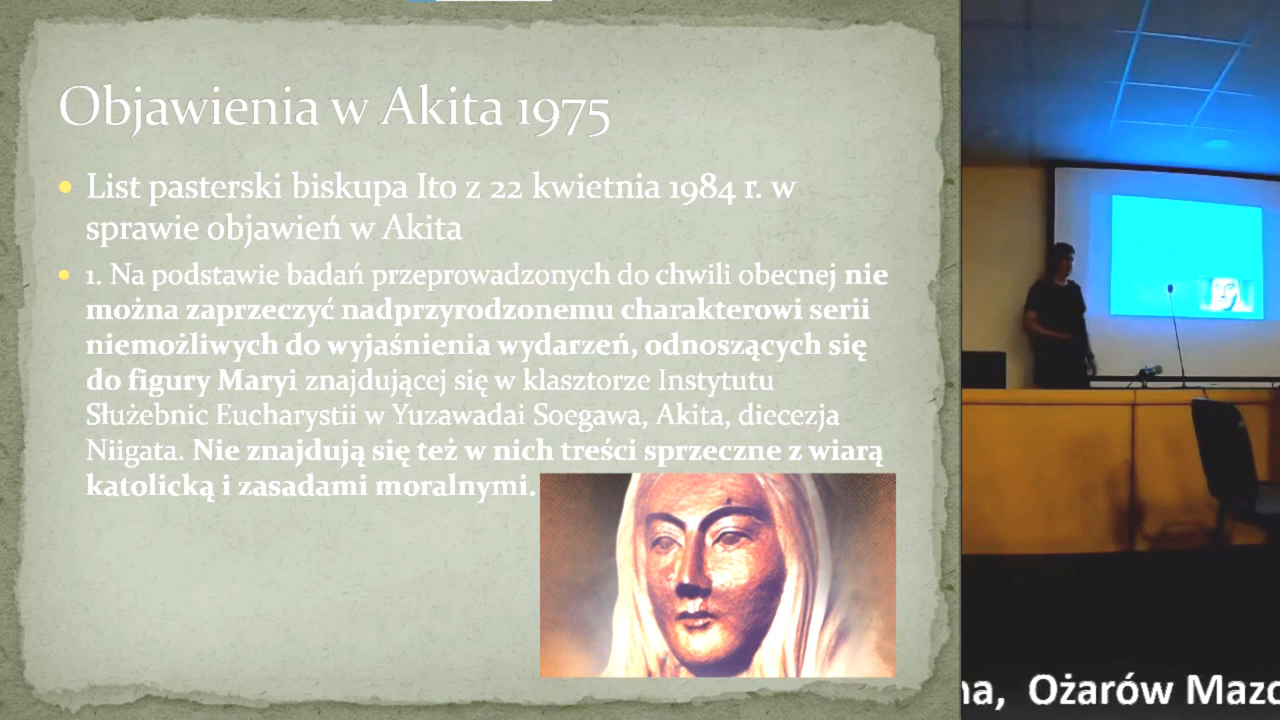 Objawienia w Akita 1975
List pasterski biskupa Ito z 22 kwietnia 1984 r. w
sprawie objawień w Akita
1. Na podstawie badań przeprowadzonych do chwili obecnej nie
można zaprzeczyć nadprzyrodzonemu charakterowi serii
niemożliwych do wyjaśnienia wydarzeń, odnoszących się
do figury Maryi znajdującej się w klasztorze Instytutu
Służebnic Eucharystii w Yuzawadai Soegawa, Akita, diecezja
Niigata. Nie znajdują się też w nich treści sprzeczne z wiarą
katolicką i zasadami moralnymi.
Ożarów